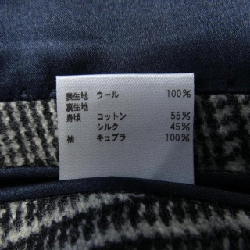 表生地 ウール 100%
裏生地
身頃 コットン 55%
シルク 45%
袖 キュプラ 100%